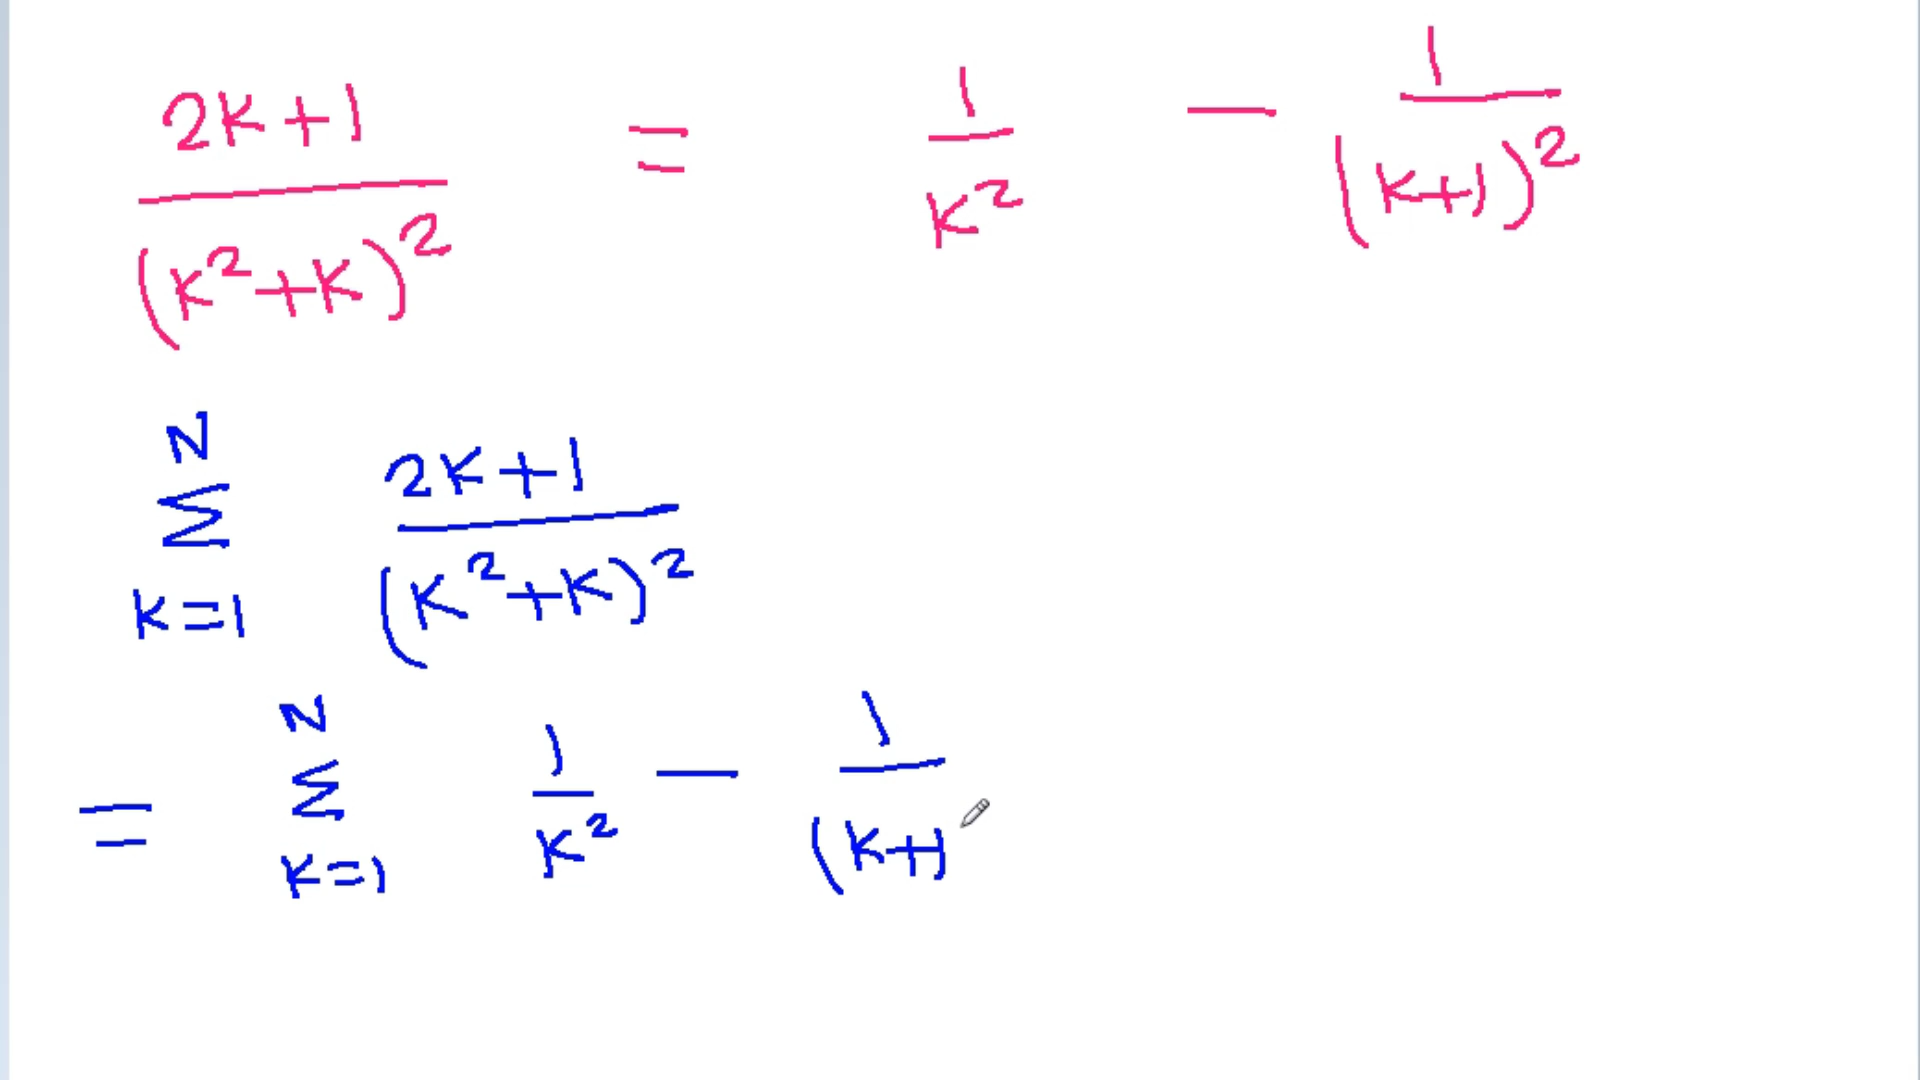 2k+1/(k²+k)² = 1/k² − 1/(k+1)²
N∑k=1 2k+1/(k²+k)²
= N∑k=1 1/k² − 1/(k+1